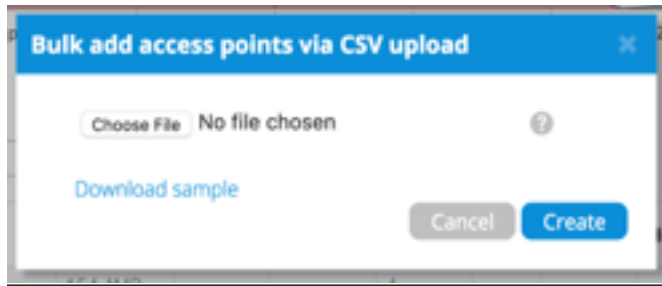 Bulk add access points via CSV upload
Choose File No file chosen
Download sample
Cancel Create